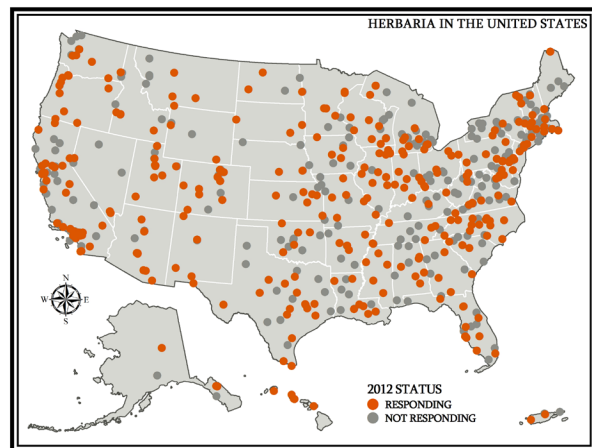 HERBARIA IN THE UNITED STATES
N
W E
S
2012 STATUS
RESPONDING
NOT RESPONDING